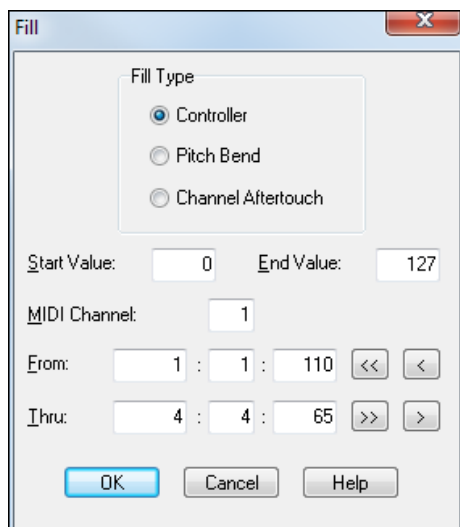 Fill
Fill Type
Controller
Pitch Bend
Channel Aftertouch
Start Value: 0 End Value: 127
MIDI Channel: 1
From: 1 : 1 : 110 << <
Thru: 4 : 4 : 65 >> >
OK Cancel Help